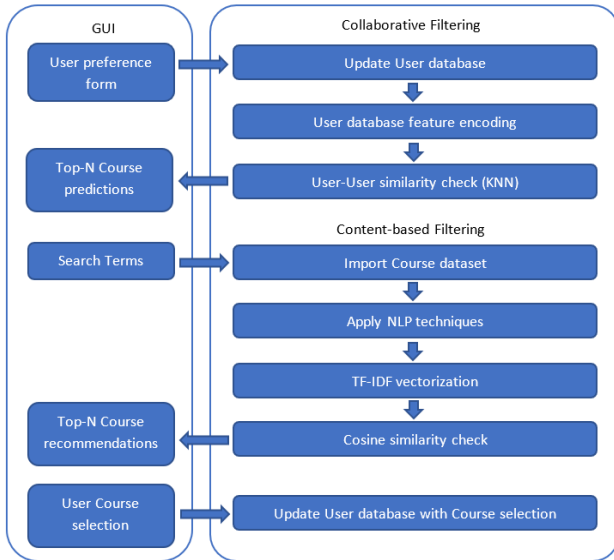 GUI
Collaborative Filtering
User preference
form
Update User database
User database feature encoding
Top-N Course
predictions
User-User similarity check (KNN)
Content-based Filtering
Search Terms
Import Course dataset
Apply NLP techniques
TF-IDF vectorization
Top-N Course
recommendations
Cosine similarity check
User Course
selection
Update User database with Course selection